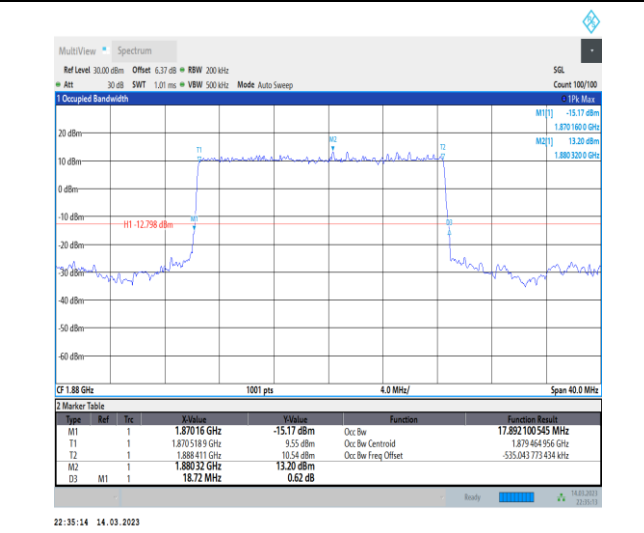 MultiView Spectrum
Ref Level 30.00 dBm Offset 6.37 dB RBW 200 kHz SGL
Att 30 dB SWT 1.01 ms VBW 500 kHz Mode Auto Sweep Count 100/100
1 Occupied Bandwidth 1Pk Max
M1[1] -15.17 dBm
1.870 160 0 GHz
M2[1] 13.20 dBm
1.880 320 0 GHz
20 dBm
M2
T1 T2
10 dBm
0 dBm
-10 dBm
M1 D3
H1 -12.798 dBm
-20 dBm
-30 dBm
-40 dBm
-50 dBm
-60 dBm
CF 1.88 GHz 1001 pts 4.0 MHz/ Span 40.0 MHz
2 Marker Table
Type Ref Trc X-Value Y-Value Function Function Result
M1 1 1.87016 GHz -15.17 dBm Occ Bw 17.892 100 545 MHz
T1 1 1.870 518 9 GHz 9.55 dBm Occ Bw Centroid 1.879 464 956 GHz
T2 1 1.888 411 GHz 10.54 dBm Occ Bw Freq Offset -535.043 773 434 kHz
M2 1 1.88032 GHz 13.20 dBm
D3 M1 1 18.72 MHz 0.62 dB
Ready 14.03.2023
22:35:13
22:35:14 14.03.2023